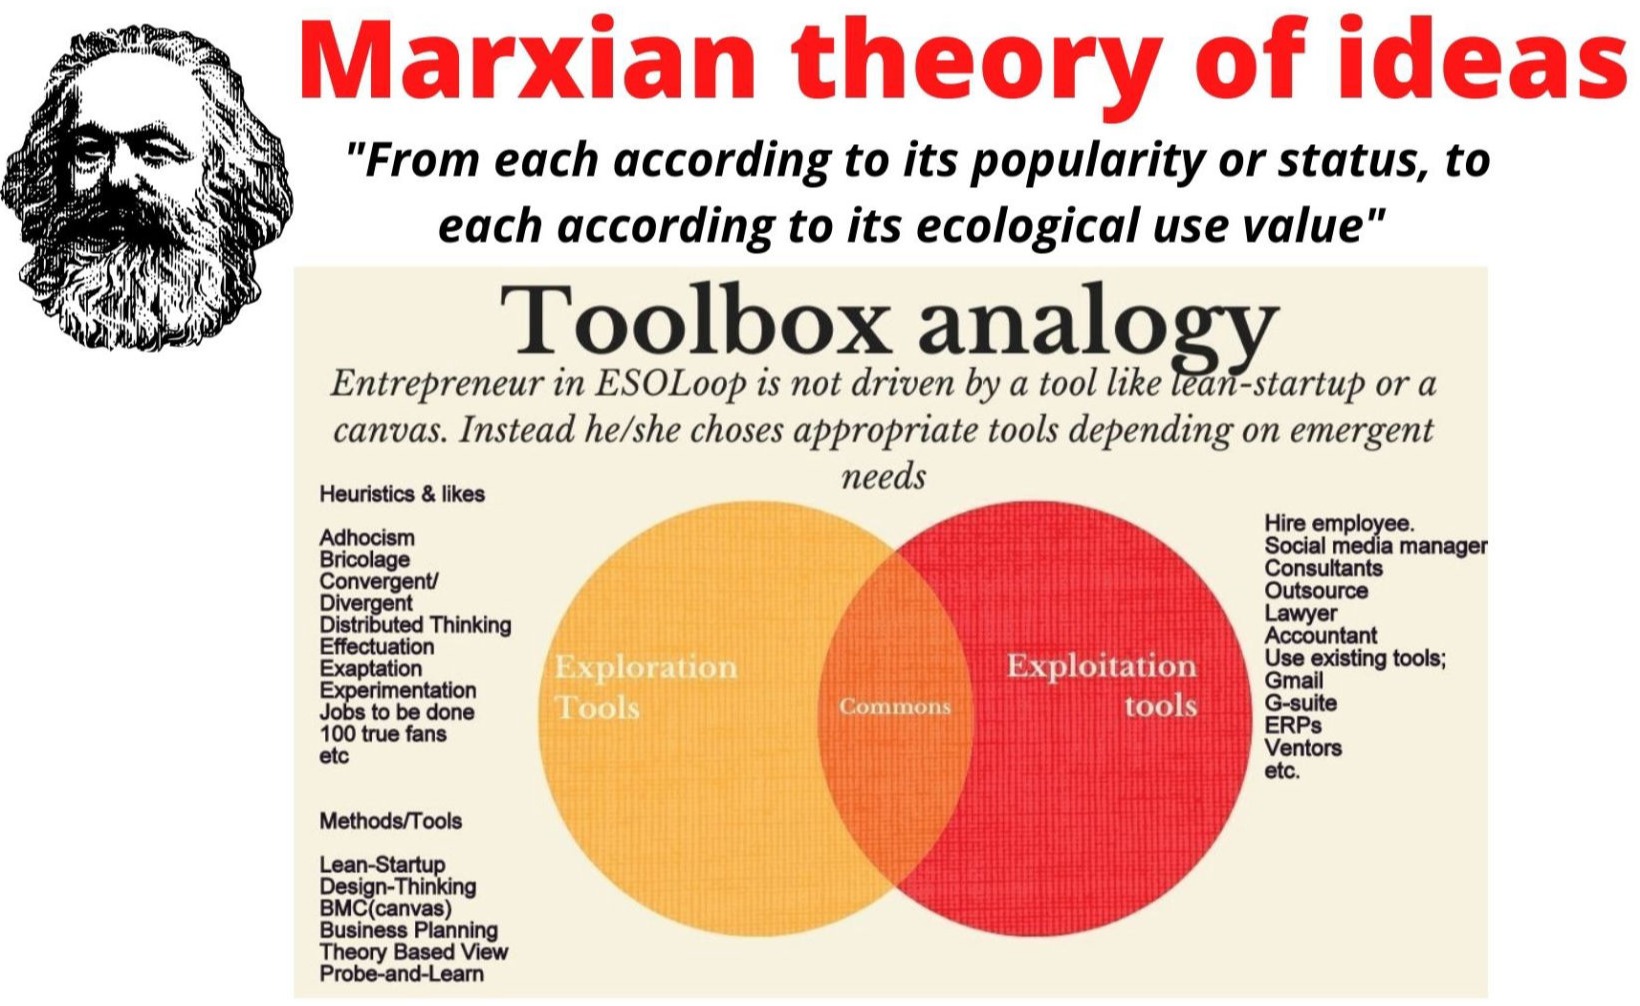 Marxian theory of ideas
"From each according to its popularity or status, to
each according to its ecological use value"
Toolbox analogy
Entrepreneur in ESOLoop is not driven by a tool like lean-startup or a
canvas. Instead he/she choses appropriate tools depending on emergent
needs
Heuristics & likes
Adhocism
Bricolage
Convergent/
Divergent
Distributed Thinking
Effectuation
Exaptation
Experimentation
Jobs to be done
100 true fans
etc
Methods/Tools
Lean-Startup
Design-Thinking
BMC(canvas)
Business Planning
Theory Based View
Probe-and-Learn
Exploration
Tools
Commons
Exploitation
tools
Hire employee.
Social media manager
Consultants
Outsource
Lawyer
Accountant
Use existing tools;
Gmail
G-suite
ERPs
Ventors
etc.